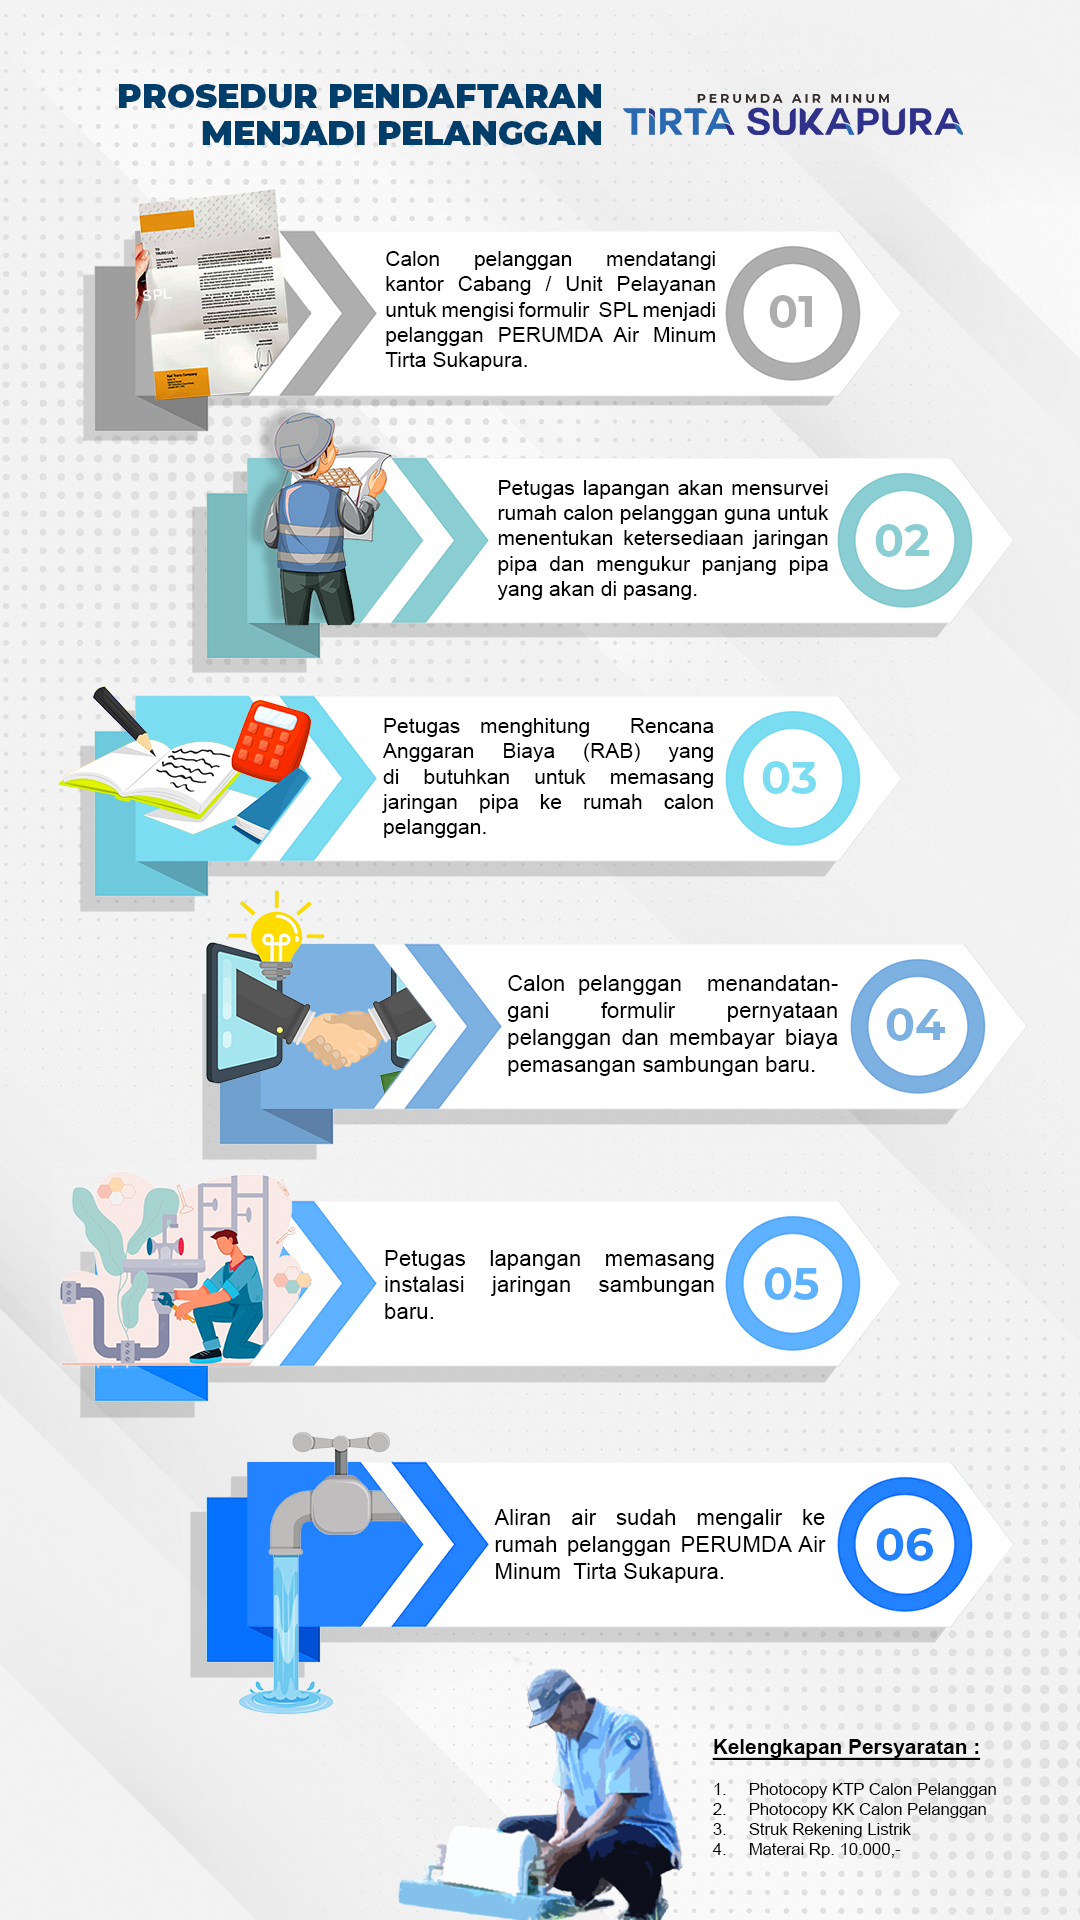 PROSEDUR PENDAFTARAN
MENJADI PELANGGAN
PERUMDA AIR MINUM
TIRTA SUKAPURA
SPL
Calon pelanggan mendatangi
kantor Cabang / Unit Pelayanan
untuk mengisi formulir SPL menjadi
pelanggan PERUMDA Air Minum
Tirta Sukapura.
01
Petugas lapangan akan mensurvei
rumah calon pelanggan guna untuk
menentukan ketersediaan jaringan
pipa dan mengukur panjang pipa
yang akan di pasang.
02
Petugas menghitung Rencana
Anggaran Biaya (RAB) yang
di butuhkan untuk memasang
jaringan pipa ke rumah calon
pelanggan.
03
Calon pelanggan menandatan-
gani formulir pernyataan
pelanggan dan membayar biaya
pemasangan sambungan baru.
04
Petugas lapangan memasang
instalasi jaringan sambungan
baru.
05
Aliran air sudah mengalir ke
rumah pelanggan PERUMDA Air
Minum Tirta Sukapura.
06
Kelengkapan Persyaratan :
1. Photocopy KTP Calon Pelanggan
2. Photocopy KK Calon Pelanggan
3. Struk Rekening Listrik
4. Materai Rp. 10.000,-